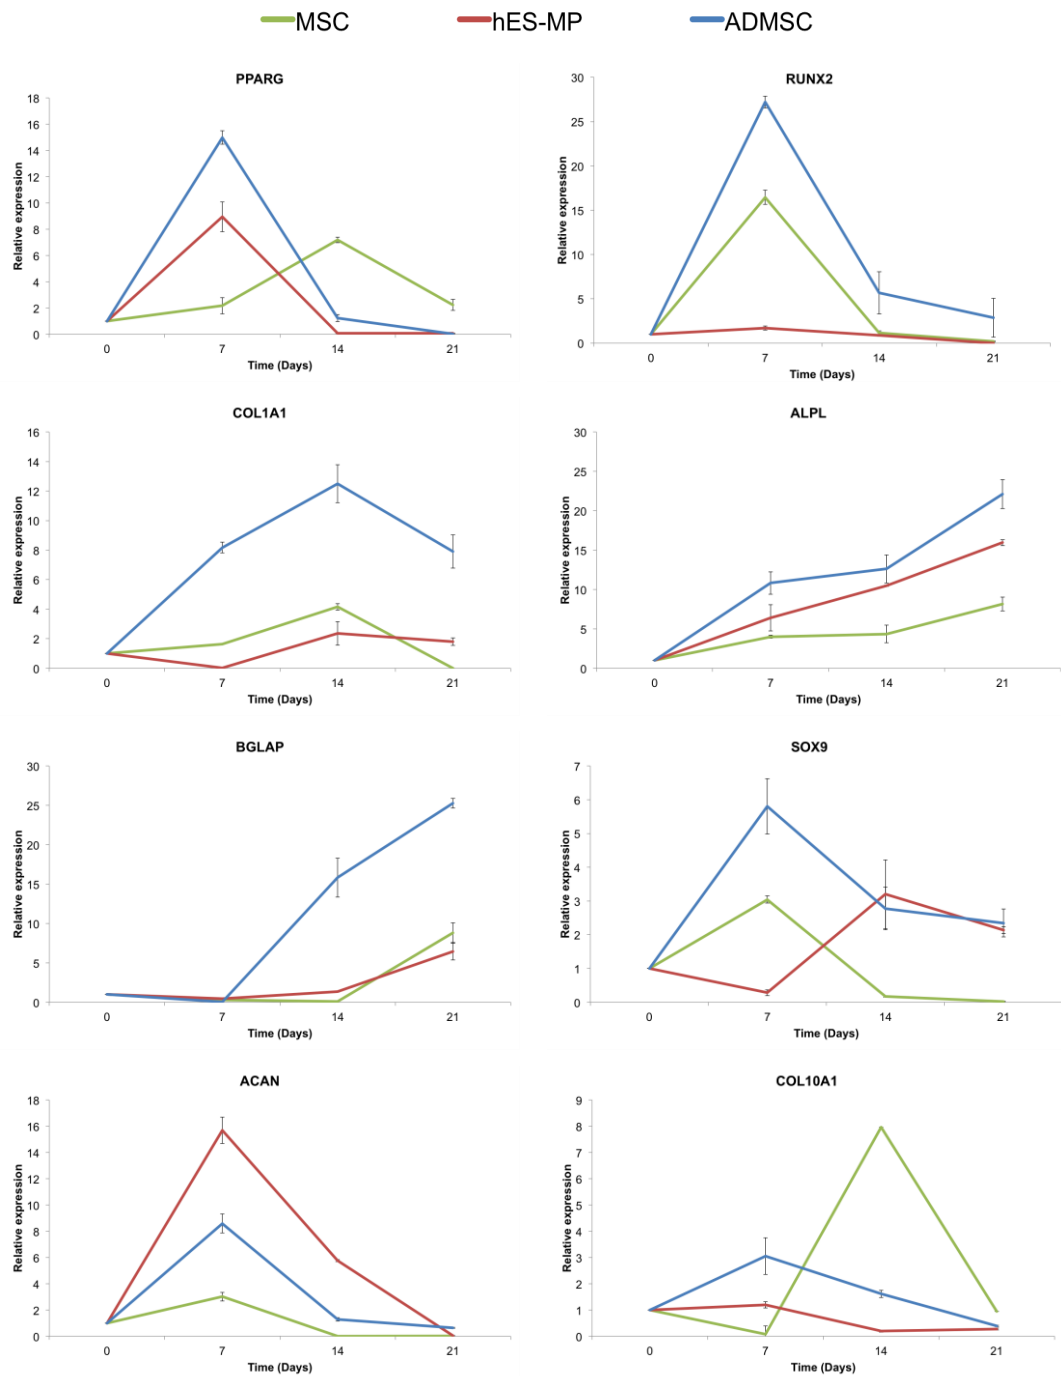 MSC hES-MP ADMSC
PPARG
18
16
14
12
10
8
6
4
2
0
Relative expression
0 7 14 21
Time (Days)
RUNX2
30
25
20
15
10
5
0
Relative expression
0 7 14 21
Time (Days)
COL1A1
16
14
12
10
8
6
4
2
0
Relative expression
0 7 14 21
Time (Days)
ALPL
30
25
20
15
10
5
0
Relative expression
0 7 14 21
Time (Days)
BGLAP
30
25
20
15
10
5
0
Relative expression
0 7 14 21
Time (Days)
SOX9
7
6
5
4
3
2
1
0
Relative expression
0 7 14 21
Time (Days)
ACAN
18
16
14
12
10
8
6
4
2
0
Relative expression
0 7 14 21
Time (Days)
COL10A1
9
8
7
6
5
4
3
2
1
0
Relative expression
0 7 14 21
Time (Days)